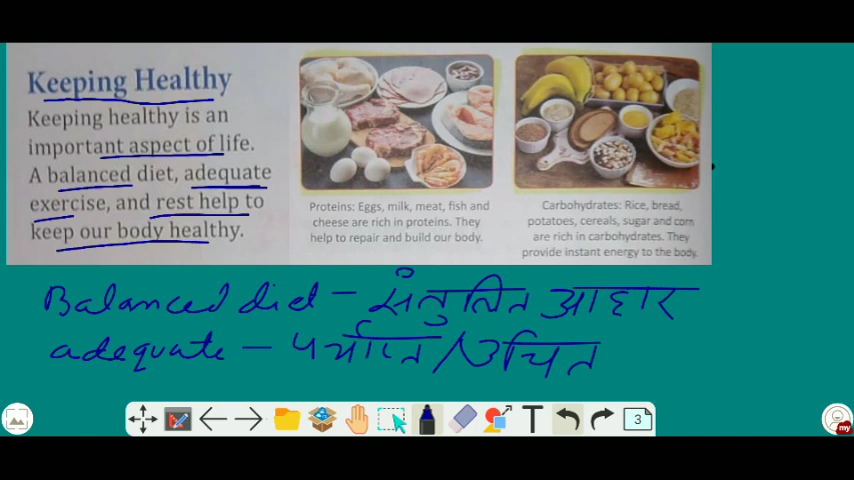 Keeping Healthy
Keeping healthy is an
important aspect of life.
A balanced diet, adequate
exercise, and rest help to
keep our body healthy.
Proteins: Eggs, milk, meat, fish and
cheese are rich in proteins. They
help to repair and build our body.
Carbohydrates: Rice, bread,
potatoes, cereals, sugar and corn
are rich in carbohydrates. They
provide instant energy to the body.
Balanced diet - संतुलित आहार
adequate - पर्याप्त/उचित
T
3
my